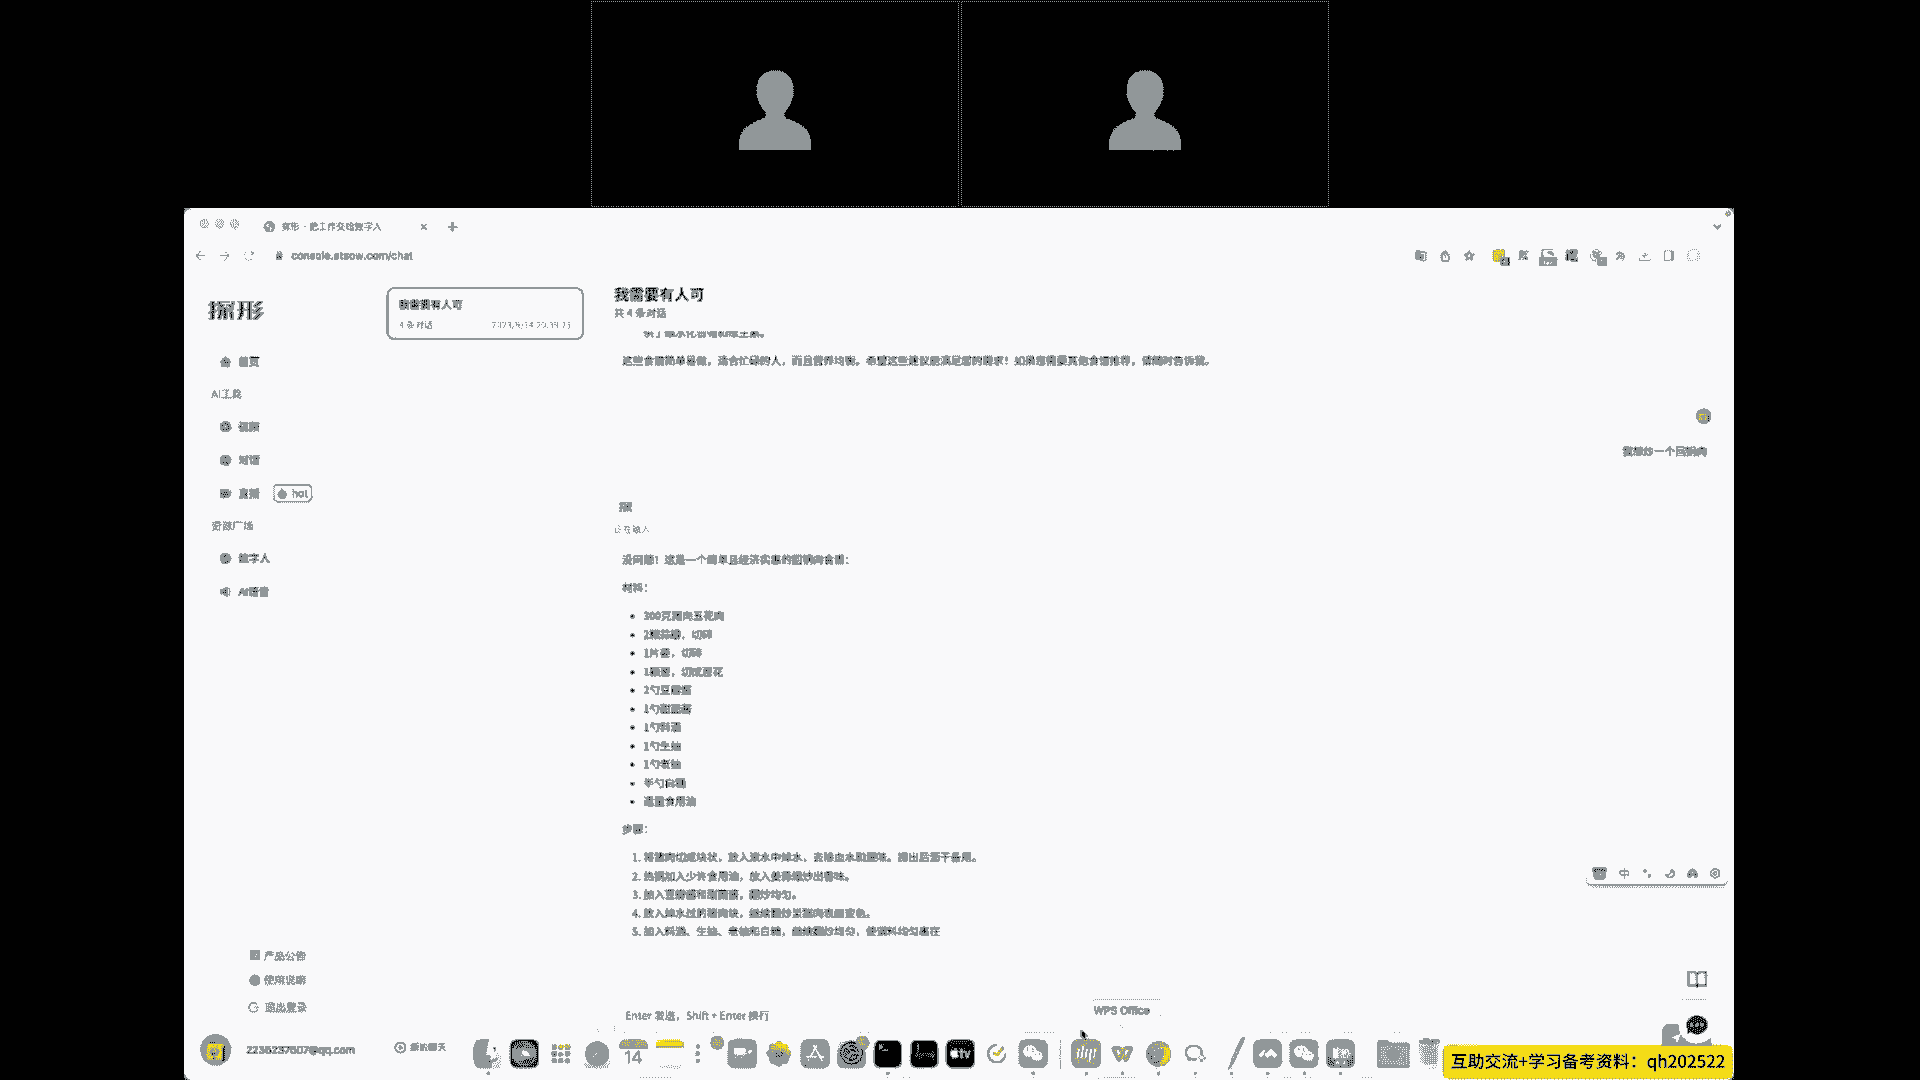 console.stsow.com/chat
探形
我需要有人可
4 条对话
我需要有人可
共 4 条对话
首页
AI工具
视频
对话
直播 hot
资源广场
数字人
AI语音
这些食谱简单易做，适合忙碌的人，而且营养均衡。希望这些建议能满足您的需求！如果您需要其他食谱推荐，请随时告诉我。
我想炒一个回锅肉
探
正在输入
没问题！这是一个简单且经济实惠的回锅肉食谱：
材料：
300克猪肉五花肉
2瓣蒜瓣，切碎
1片姜，切碎
1颗葱，切成葱花
2勺豆瓣酱
1勺甜面酱
1勺料酒
1勺生抽
1勺老抽
半勺白糖
适量食用油
步骤：
1. 将猪肉切成块状，放入滚水中焯水，去除血水和腥味。捞出后沥干备用。
2. 热锅加入少许食用油，放入姜蒜爆炒出香味。
3. 加入豆瓣酱和甜面酱，翻炒均匀。
4. 放入焯水过的猪肉块，继续翻炒至猪肉表面变色。
5. 加入料酒、生抽、老抽和白糖，继续翻炒均匀，使调料均匀裹在
产品公告
使用说明
退出登录
Enter 发送，Shift + Enter 换行
WPS Office
2236237607@qq.com
新的聊天
14
互助交流+学习备考资料：qh202522